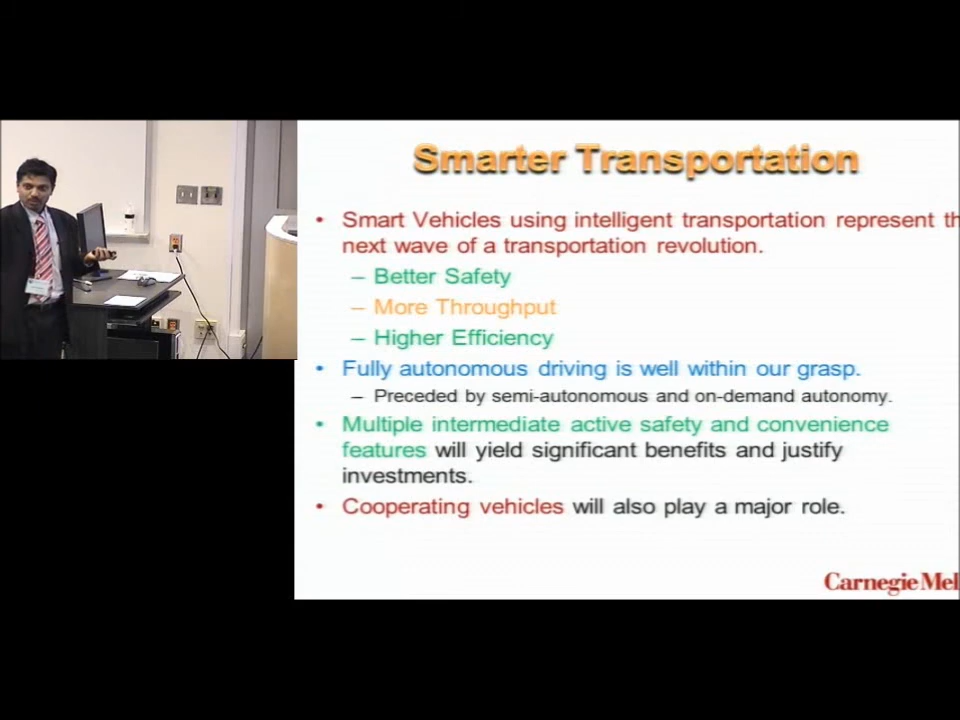 Smarter Transportation
• Smart Vehicles using intelligent transportation represent th
next wave of a transportation revolution.
– Better Safety
– More Throughput
– Higher Efficiency
• Fully autonomous driving is well within our grasp.
– Preceded by semi-autonomous and on-demand autonomy.
• Multiple intermediate active safety and convenience
features will yield significant benefits and justify
investments.
• Cooperating vehicles will also play a major role.
Carnegie Mel